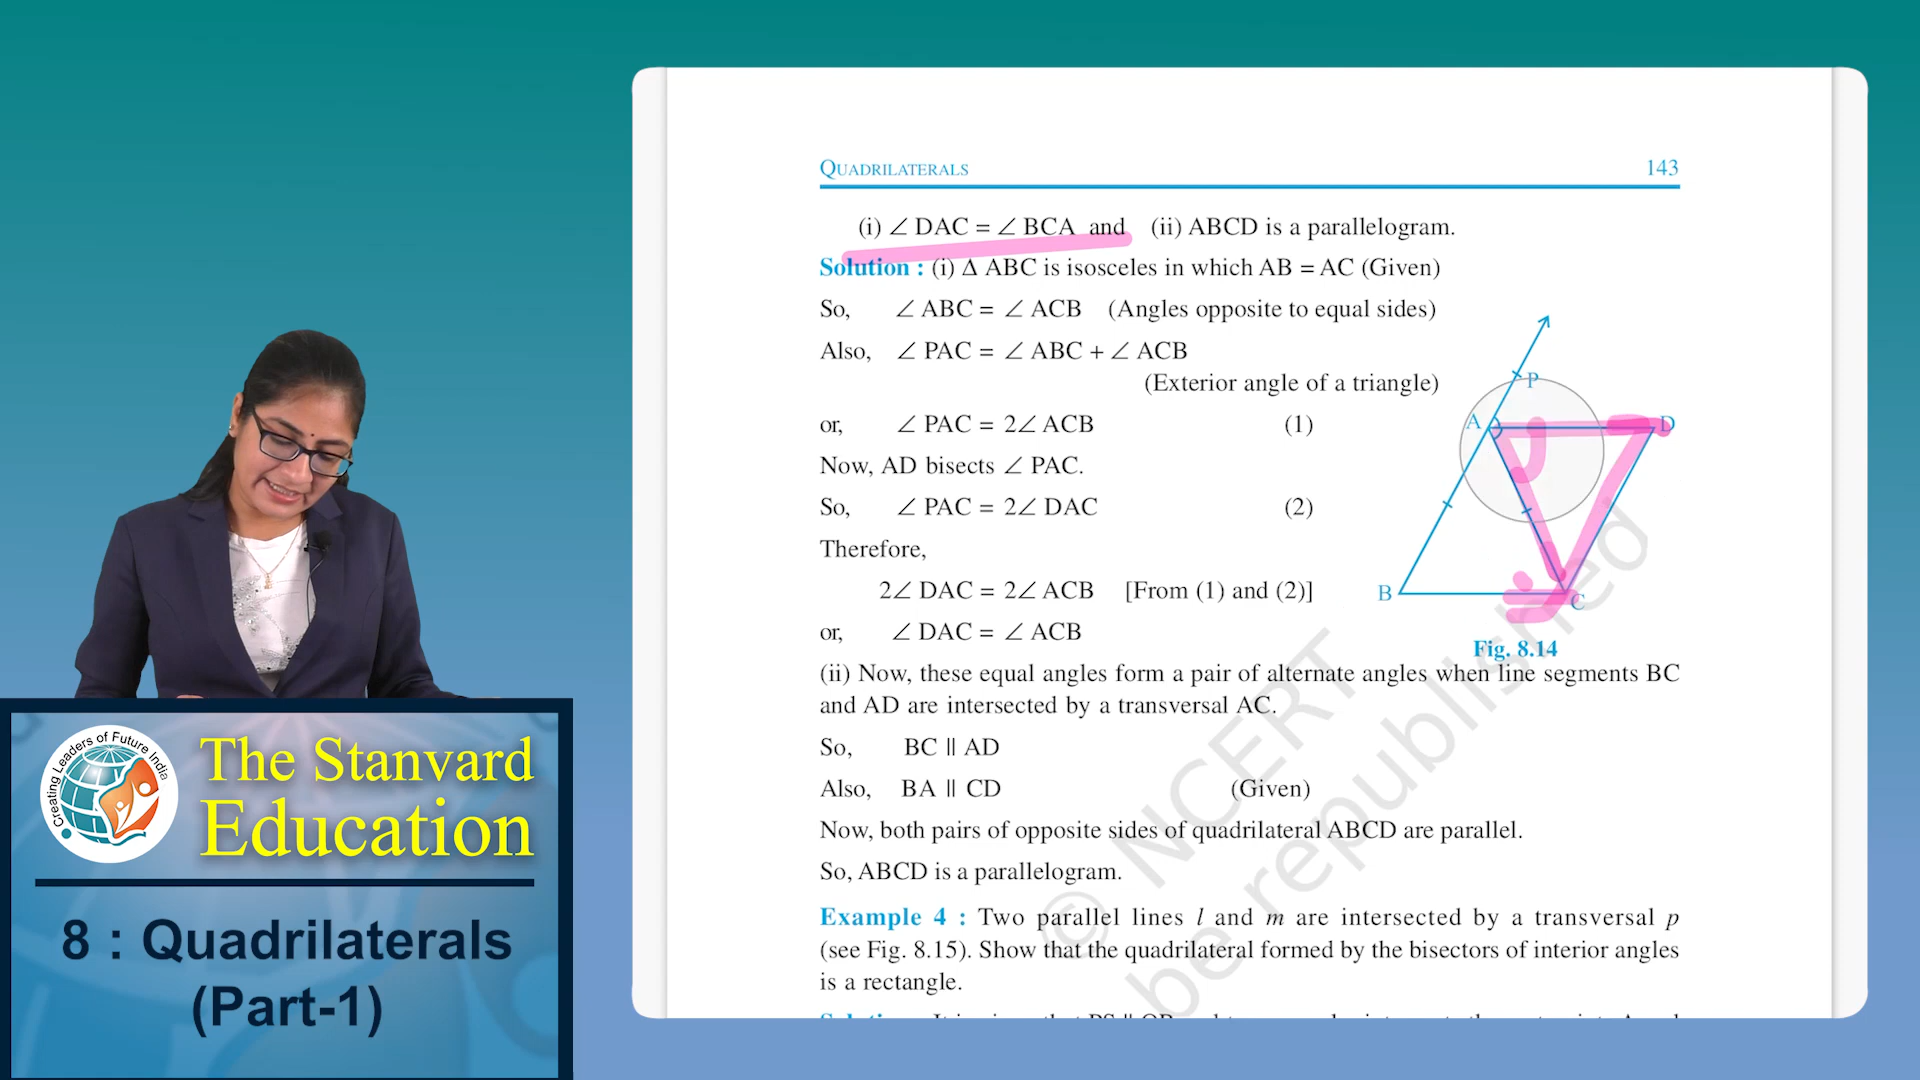 QUADRILATERALS 143
(i) ∠ DAC = ∠ BCA and (ii) ABCD is a parallelogram.
Solution : (i) Δ ABC is isosceles in which AB = AC (Given)
So, ∠ ABC = ∠ ACB (Angles opposite to equal sides)
Also, ∠ PAC = ∠ ABC + ∠ ACB
(Exterior angle of a triangle)
or, ∠ PAC = 2∠ ACB (1)
Now, AD bisects ∠ PAC.
So, ∠ PAC = 2∠ DAC (2)
Therefore,
2∠ DAC = 2∠ ACB [From (1) and (2)]
or, ∠ DAC = ∠ ACB
P
A
D
B
C
Fig. 8.14
(ii) Now, these equal angles form a pair of alternate angles when line segments BC
and AD are intersected by a transversal AC.
So, BC || AD
Also, BA || CD (Given)
Now, both pairs of opposite sides of quadrilateral ABCD are parallel.
So, ABCD is a parallelogram.
Example 4 : Two parallel lines l and m are intersected by a transversal p
(see Fig. 8.15). Show that the quadrilateral formed by the bisectors of interior angles
is a rectangle.
© NCERT
be republished
Creating Leaders of Future India
The Stanvard
Education
8 : Quadrilaterals
(Part-1)